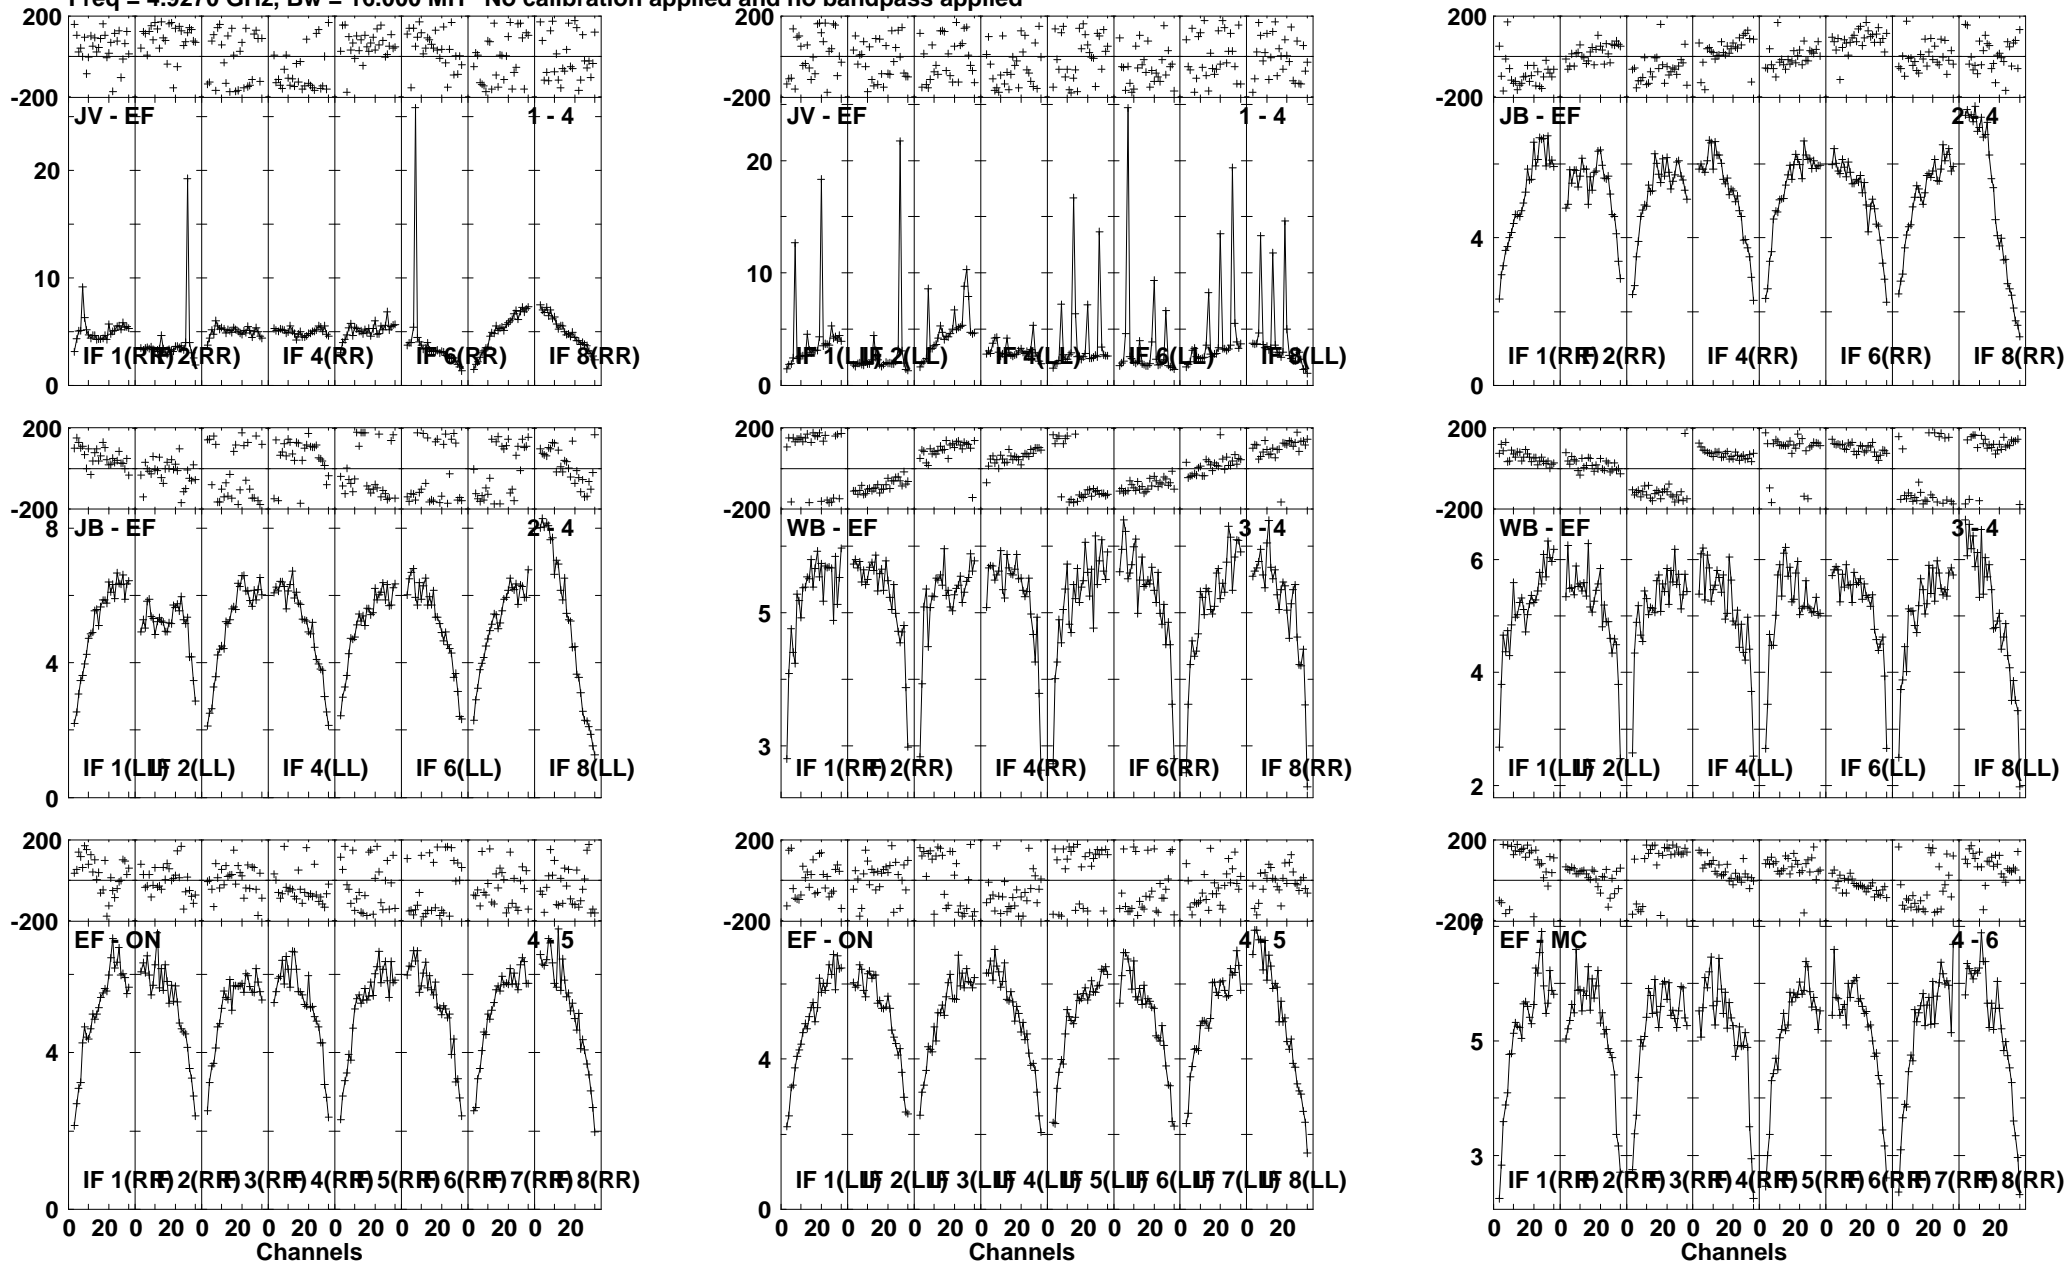 Freq = 4.9276 GHz, Bw = 16.000 MH No calibration applied and no bandpass applied
200
-200
JV - EF 1 - 4
20
10
0
IF 1(RR) IF 2(RR) IF 4(RR) IF 6(RR) IF 8(RR)
JV - EF 1 - 4
20
10
0
IF 1(LL) IF 2(LL) IF 4(LL) IF 6(LL) IF 8(LL)
200
-200
JB - EF 2 - 4
4
0
IF 1(RR) IF 2(RR) IF 4(RR) IF 6(RR) IF 8(RR)
200
-200
JB - EF 2 - 4
8
4
0
IF 1(LL) IF 2(LL) IF 4(LL) IF 6(LL) IF 8(LL)
200
-200
WB - EF 3 - 4
5
3
IF 1(RR) IF 2(RR) IF 4(RR) IF 6(RR) IF 8(RR)
200
-200
WB - EF 3 - 4
6
4
2
IF 1(LL) IF 2(LL) IF 4(LL) IF 6(LL) IF 8(LL)
200
-200
EF - ON 4 - 5
4
0
IF 1(RR) IF 2(RR) IF 3(RR) IF 4(RR) IF 5(RR) IF 6(RR) IF 7(RR) IF 8(RR)
0 20 0 20 0 20 0 20 0 20 0 20 0 20 0 20
Channels
200
-200
EF - ON 4 - 5
4
0
IF 1(LL) IF 2(LL) IF 3(LL) IF 4(LL) IF 5(LL) IF 6(LL) IF 7(LL) IF 8(LL)
0 20 0 20 0 20 0 20 0 20 0 20 0 20 0 20
Channels
200
-200
7
EF - MC 4 - 6
5
3
IF 1(RR) IF 2(RR) IF 3(RR) IF 4(RR) IF 5(RR) IF 6(RR) IF 7(RR) IF 8(RR)
0 20 0 20 0 20 0 20 0 20 0 20 0 20 0 20
Channels